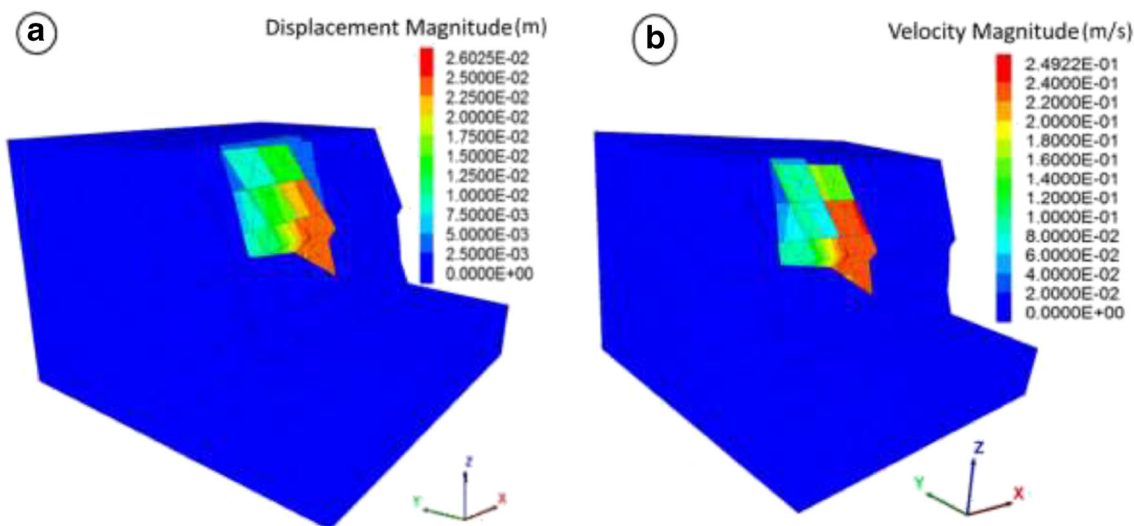 a
Displacement Magnitude (m)
2.6025E-02
2.5000E-02
2.2500E-02
2.0000E-02
1.7500E-02
1.5000E-02
1.2500E-02
1.0000E-02
7.5000E-03
5.0000E-03
2.5000E-03
0.0000E+00
Z
Y
X
b
Velocity Magnitude (m/s)
2.4922E-01
2.4000E-01
2.2000E-01
2.0000E-01
1.8000E-01
1.6000E-01
1.4000E-01
1.2000E-01
1.0000E-01
8.0000E-02
6.0000E-02
4.0000E-02
2.0000E-02
0.0000E+00
Z
Y
X